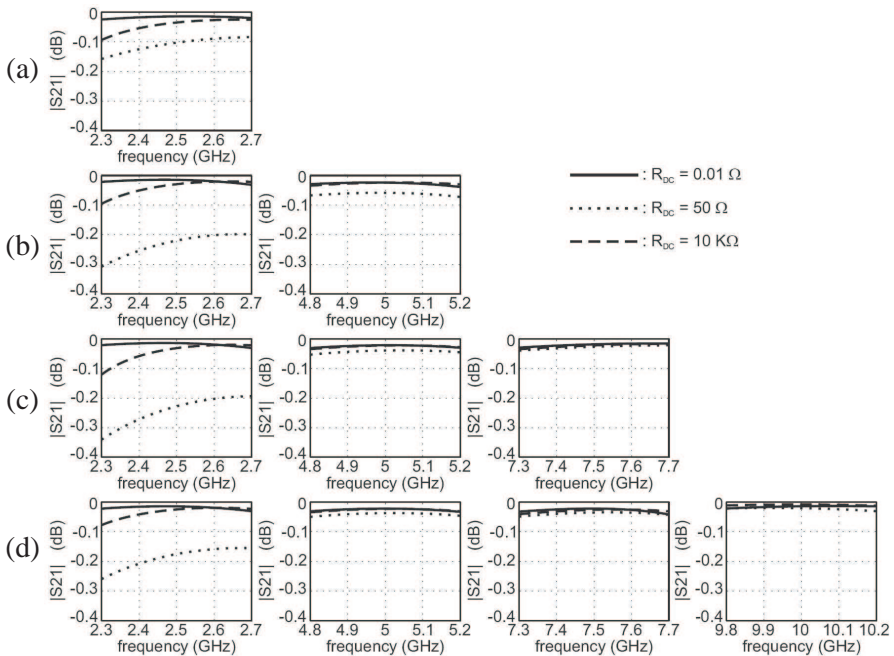 (a)
|S21| (dB)
0
-0.1
-0.2
-0.3
-0.4
2.3 2.4 2.5 2.6 2.7
frequency (GHz)
: R_DC = 0.01 Ω
: R_DC = 50 Ω
: R_DC = 10 KΩ
(b)
|S21| (dB)
0
-0.1
-0.2
-0.3
-0.4
2.3 2.4 2.5 2.6 2.7
frequency (GHz)
|S21| (dB)
0
-0.1
-0.2
-0.3
-0.4
4.8 4.9 5 5.1 5.2
frequency (GHz)
(c)
|S21| (dB)
0
-0.1
-0.2
-0.3
-0.4
2.3 2.4 2.5 2.6 2.7
frequency (GHz)
|S21| (dB)
0
-0.1
-0.2
-0.3
-0.4
4.8 4.9 5 5.1 5.2
frequency (GHz)
|S21| (dB)
0
-0.1
-0.2
-0.3
-0.4
7.3 7.4 7.5 7.6 7.7
frequency (GHz)
(d)
|S21| (dB)
0
-0.1
-0.2
-0.3
-0.4
2.3 2.4 2.5 2.6 2.7
frequency (GHz)
|S21| (dB)
0
-0.1
-0.2
-0.3
-0.4
4.8 4.9 5 5.1 5.2
frequency (GHz)
|S21| (dB)
0
-0.1
-0.2
-0.3
-0.4
7.3 7.4 7.5 7.6 7.7
frequency (GHz)
|S21| (dB)
0
-0.1
-0.2
-0.3
-0.4
9.8 9.9 10 10.1 10.2
frequency (GHz)